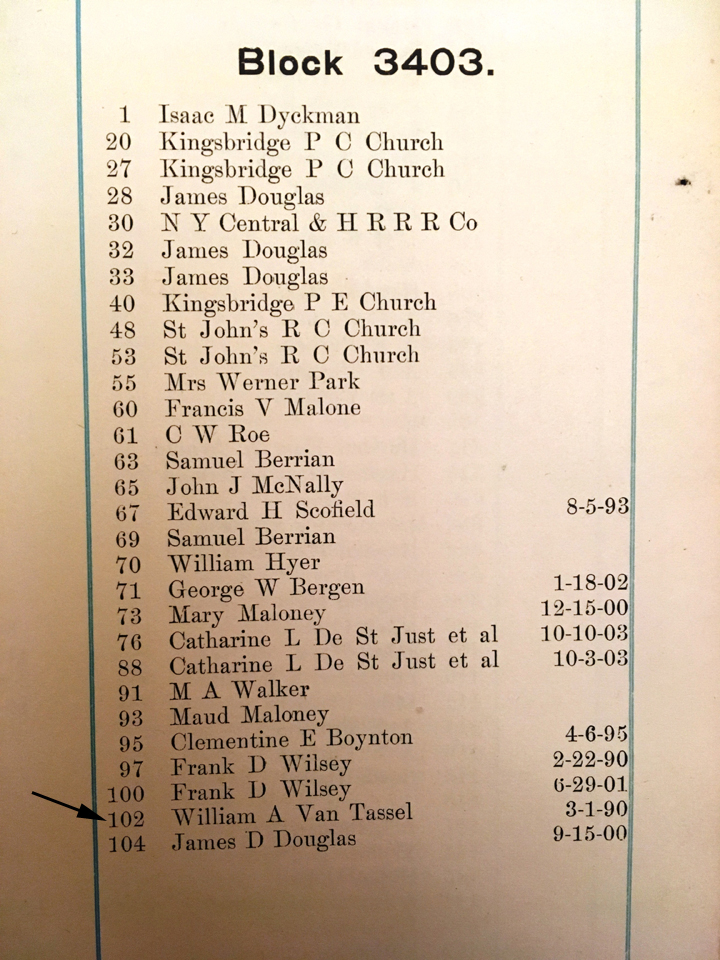 Block 3403.
1 Isaac M Dyckman
20 Kingsbridge P C Church
27 Kingsbridge P C Church
28 James Douglas
30 N Y Central & H R R R Co
32 James Douglas
33 James Douglas
40 Kingsbridge P E Church
48 St John's R C Church
53 St John's R C Church
55 Mrs Werner Park
60 Francis V Malone
61 C W Roe
63 Samuel Berrian
65 John J McNally
67 Edward H Scofield 8-5-93
69 Samuel Berrian
70 William Hyer
71 George W Bergen 1-18-02
73 Mary Maloney 12-15-00
76 Catharine L De St Just et al 10-10-03
88 Catharine L De St Just et al 10-3-03
91 M A Walker
93 Maud Maloney
95 Clementine E Boynton 4-6-95
97 Frank D Wilsey 2-22-90
100 Frank D Wilsey 6-29-01
102 William A Van Tassel 3-1-90
104 James D Douglas 9-15-00